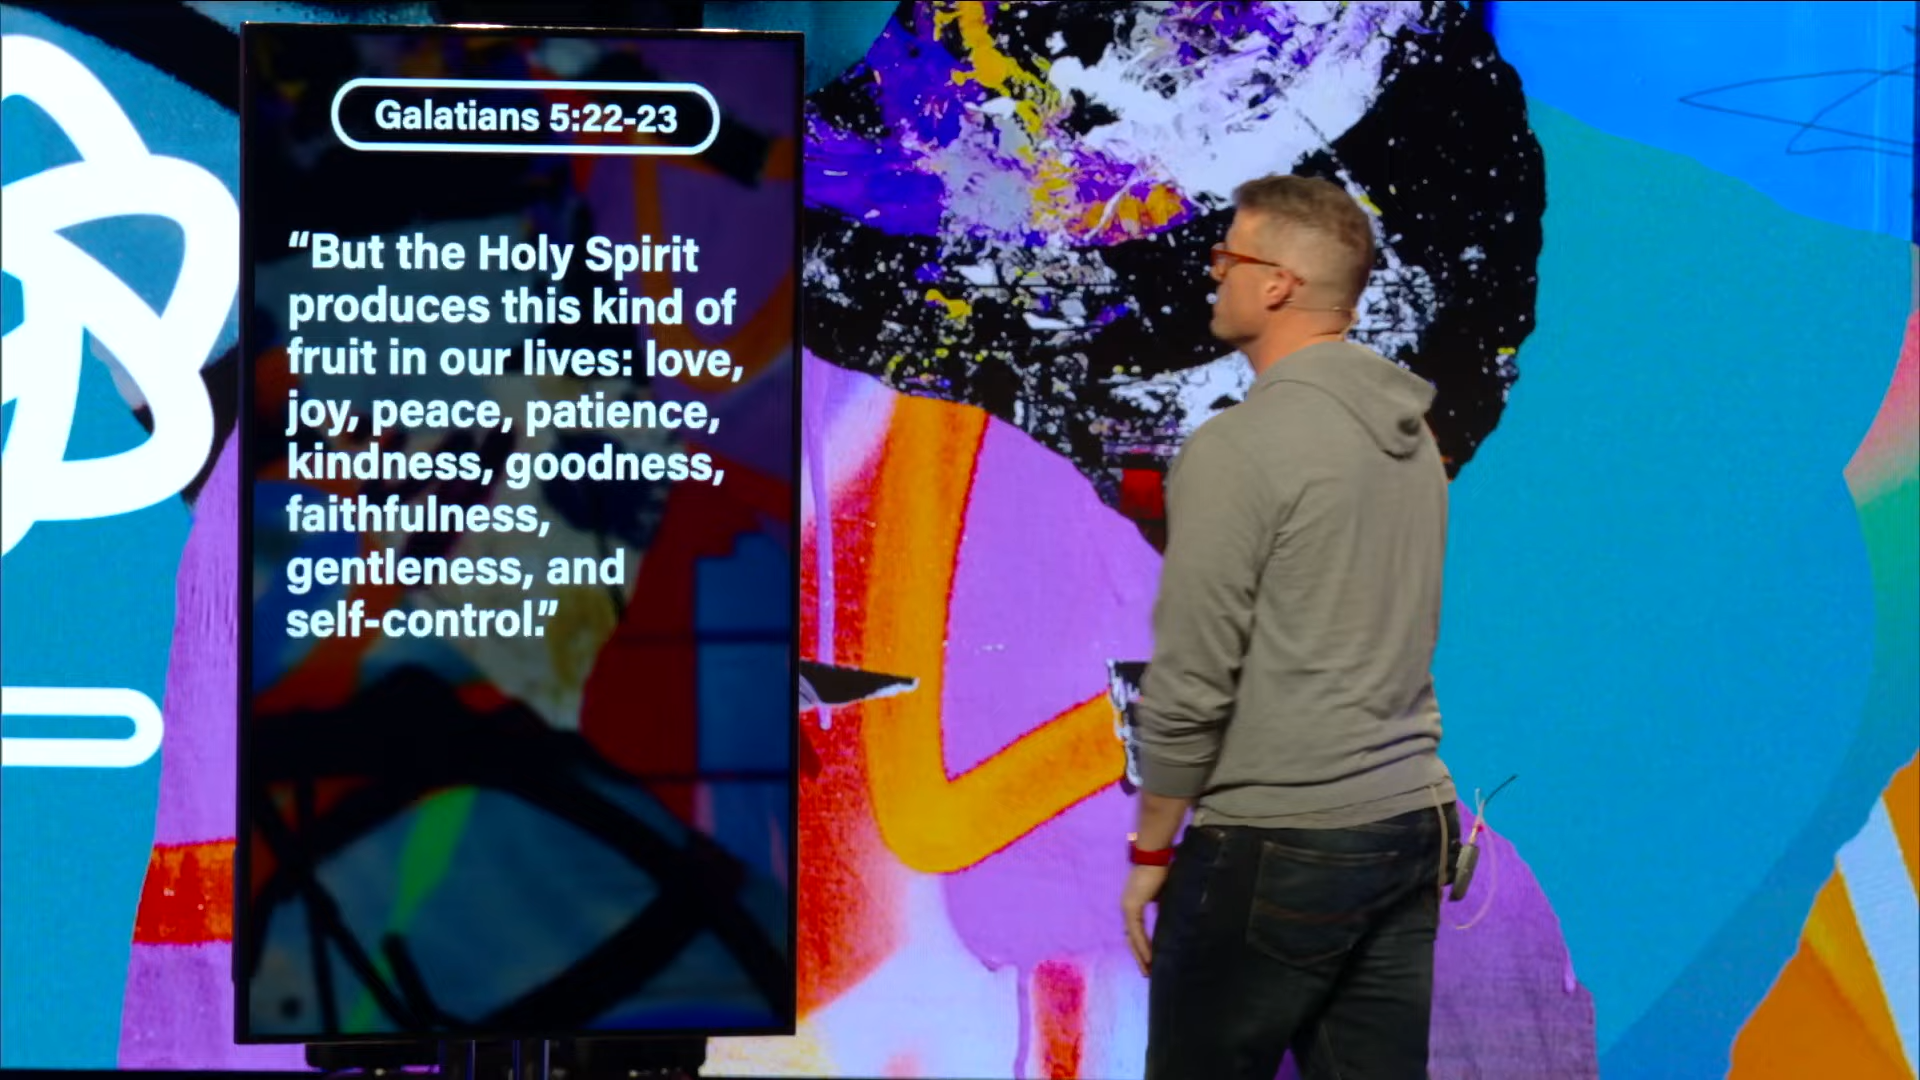 Galatians 5:22-23
“But the Holy Spirit
produces this kind of
fruit in our lives: love,
joy, peace, patience,
kindness, goodness,
faithfulness,
gentleness, and
self-control.”